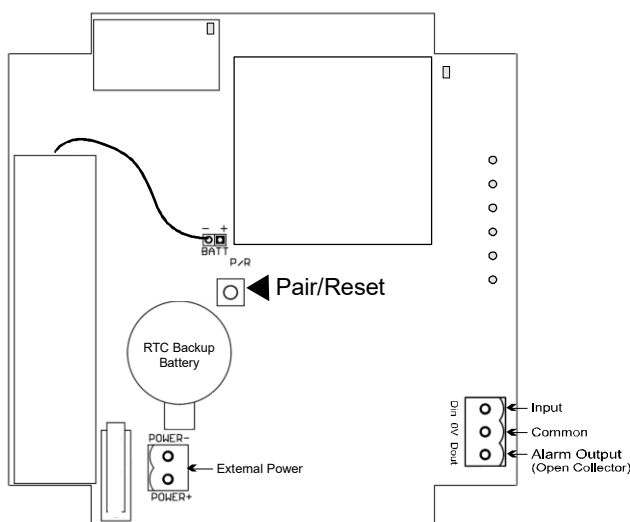 - +
BATT
P/R
Pair/Reset
RTC Backup
Battery
POWER-
External Power
POWER+
Din 0V Dout
Input
Common
Alarm Output
(Open Collector)